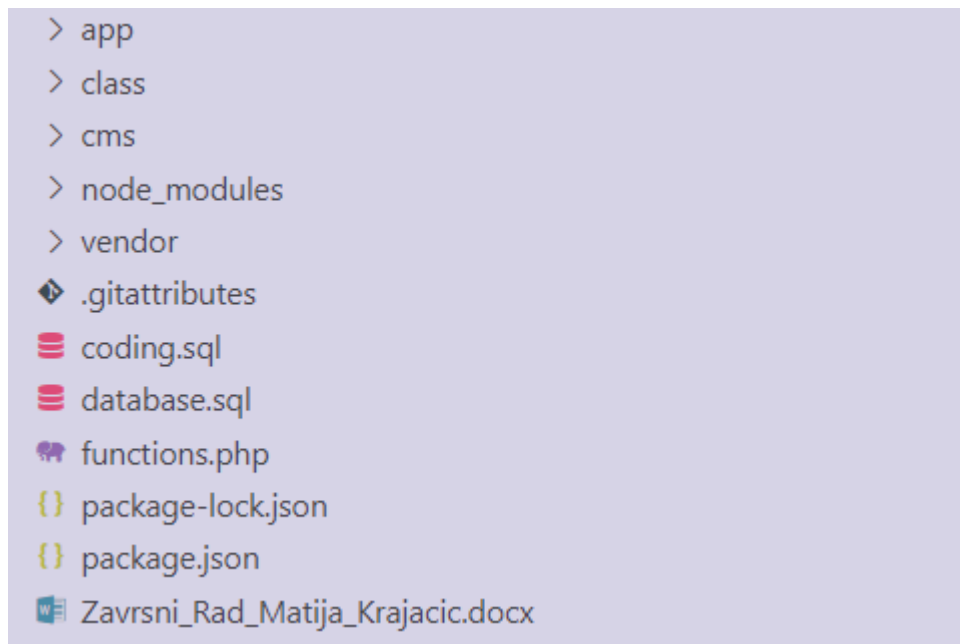 app
class
cms
node_modules
vendor
.gitattributes
coding.sql
database.sql
functions.php
package-lock.json
package.json
Zavrsni_Rad_Matija_Krajacic.docx